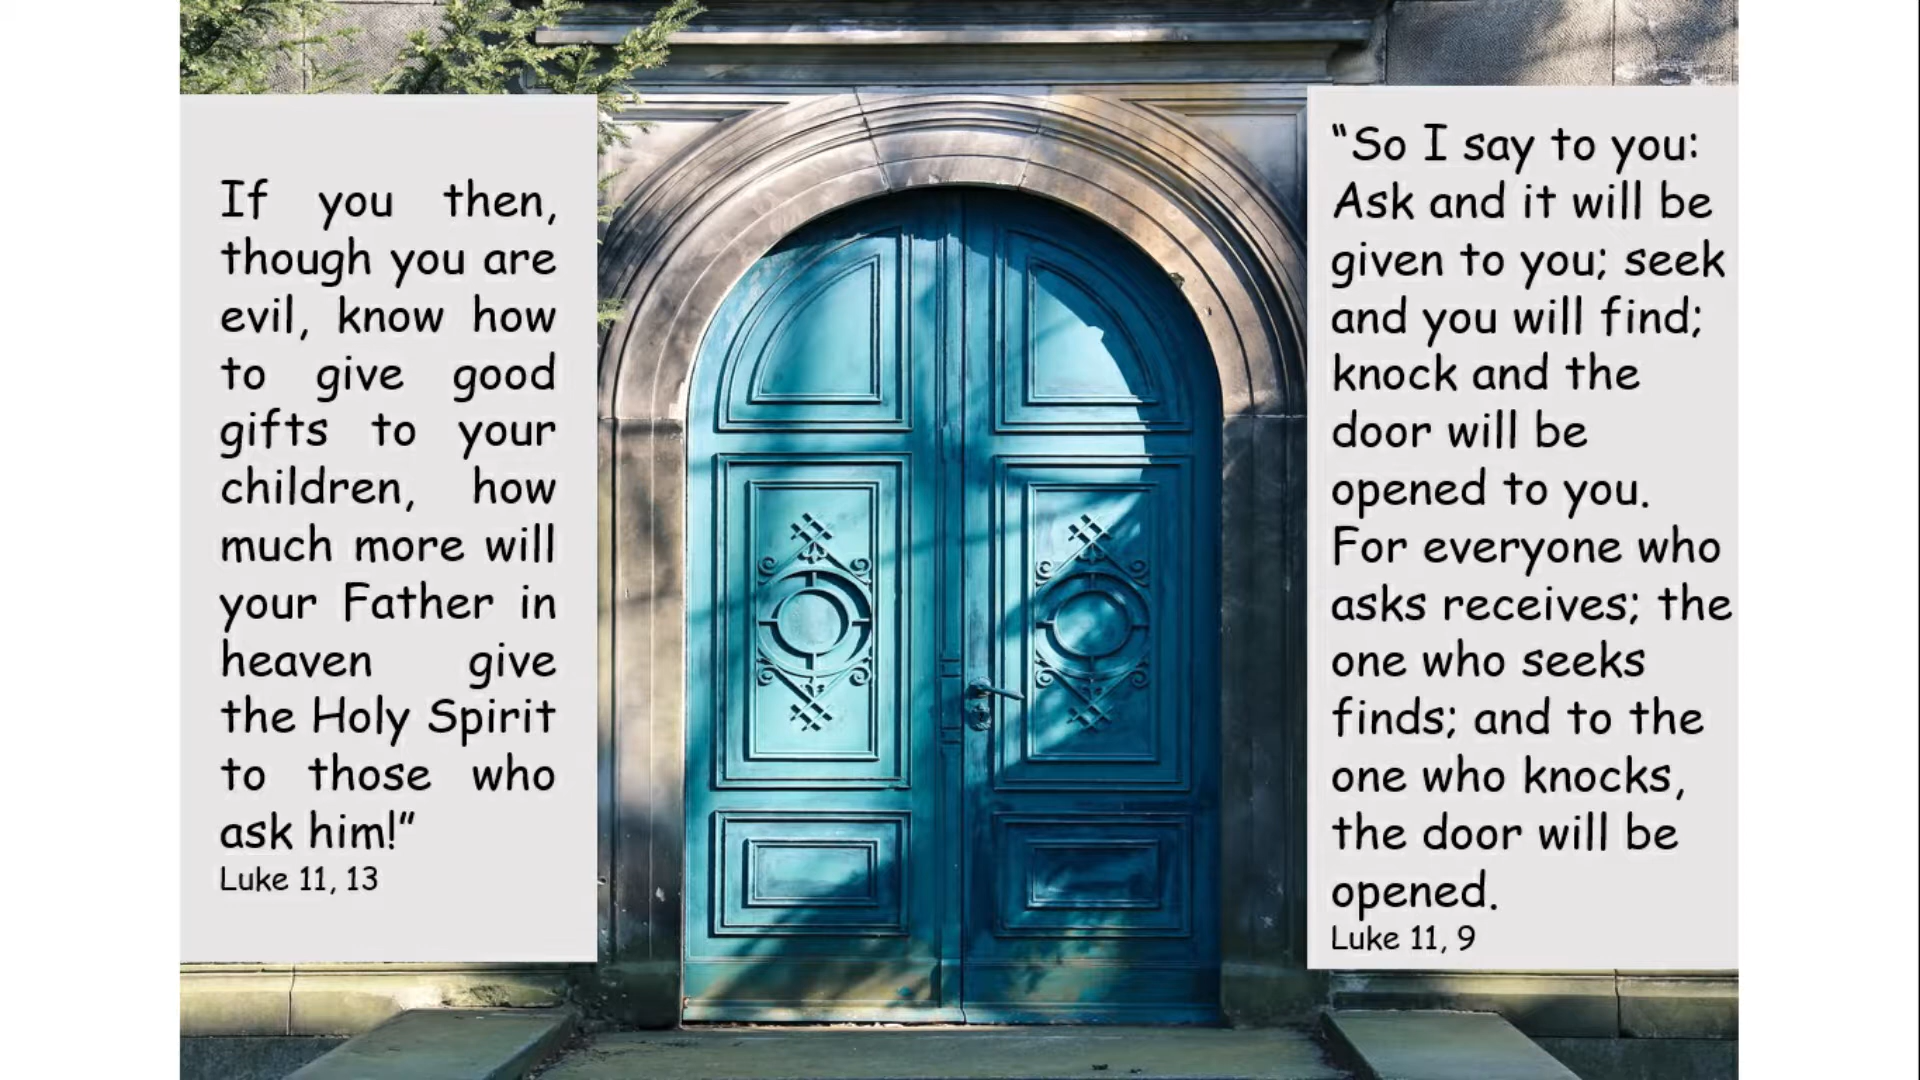 If you then,
though you are
evil, know how
to give good
gifts to your
children, how
much more will
your Father in
heaven give
the Holy Spirit
to those who
ask him!”
Luke 11, 13
“So I say to you:
Ask and it will be
given to you; seek
and you will find;
knock and the
door will be
opened to you.
For everyone who
asks receives; the
one who seeks
finds; and to the
one who knocks,
the door will be
opened.
Luke 11, 9